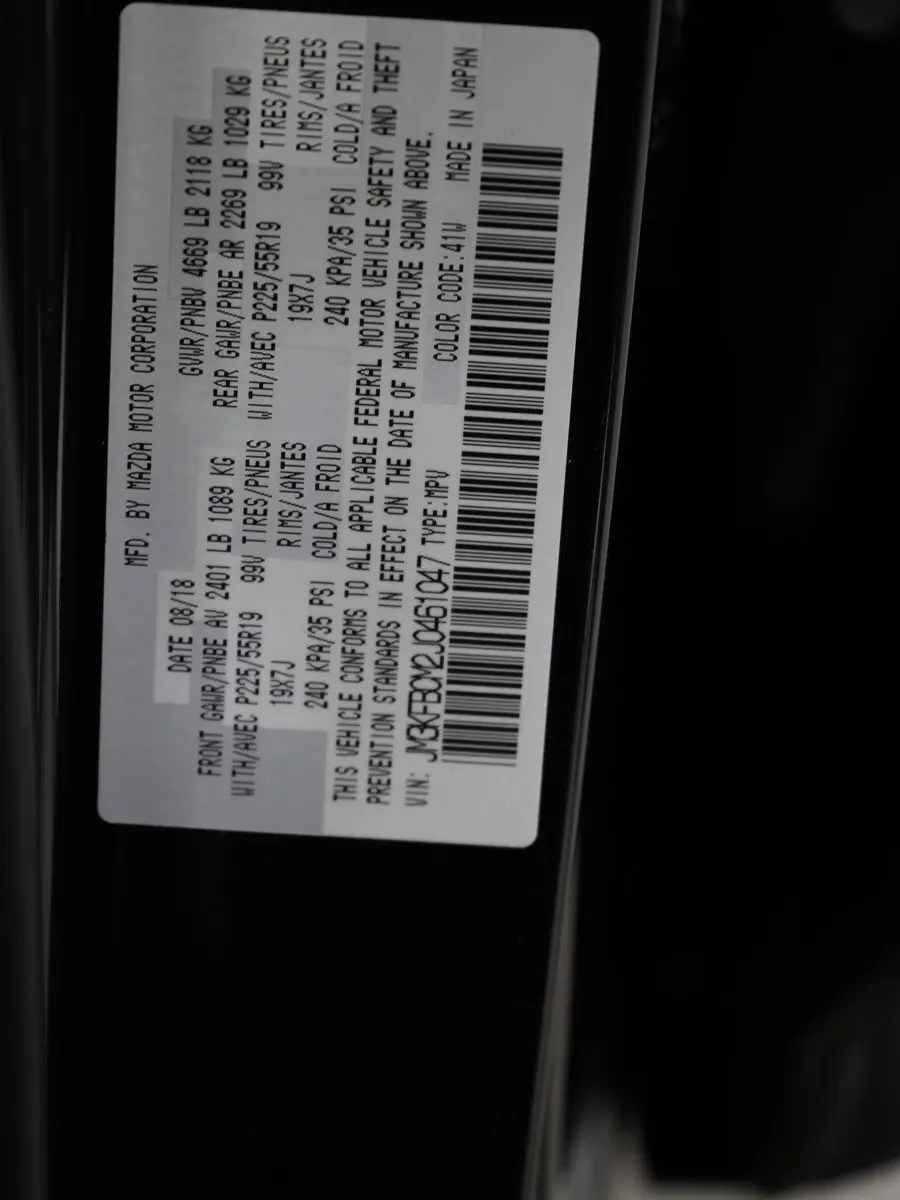 MFD. BY MAZDA MOTOR CORPORATION
DATE 08/18 GVWR/PNBV 4669 LB 2118 KG
FRONT GAWR/PNBE AV 2401 LB 1089 KG REAR GAWR/PNBE AR 2269 LB 1029 KG
WITH/AVEC P225/55R19 99V TIRES/PNEUS WITH/AVEC P225/55R19 99V TIRES/PNEUS
19X7J RIMS/JANTES 19X7J RIMS/JANTES
240 KPA/35 PSI COLD/A FROID 240 KPA/35 PSI COLD/A FROID
THIS VEHICLE CONFORMS TO ALL APPLICABLE FEDERAL MOTOR VEHICLE SAFETY AND THEFT
PREVENTION STANDARDS IN EFFECT ON THE DATE OF MANUFACTURE SHOWN ABOVE.
VIN: JM3KFBCM2J0461047 TYPE:MPV COLOR CODE:41W MADE IN JAPAN